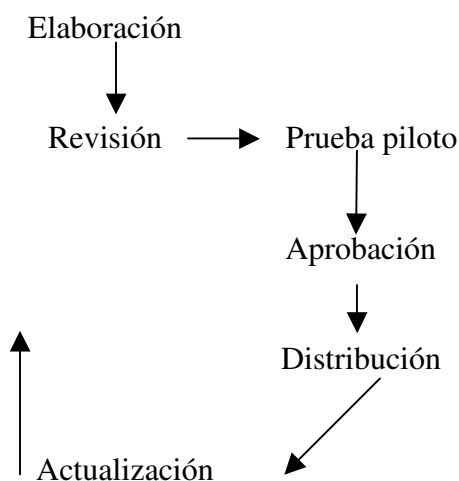 Elaboración
Revisión Prueba piloto
Aprobación
Distribución
Actualización